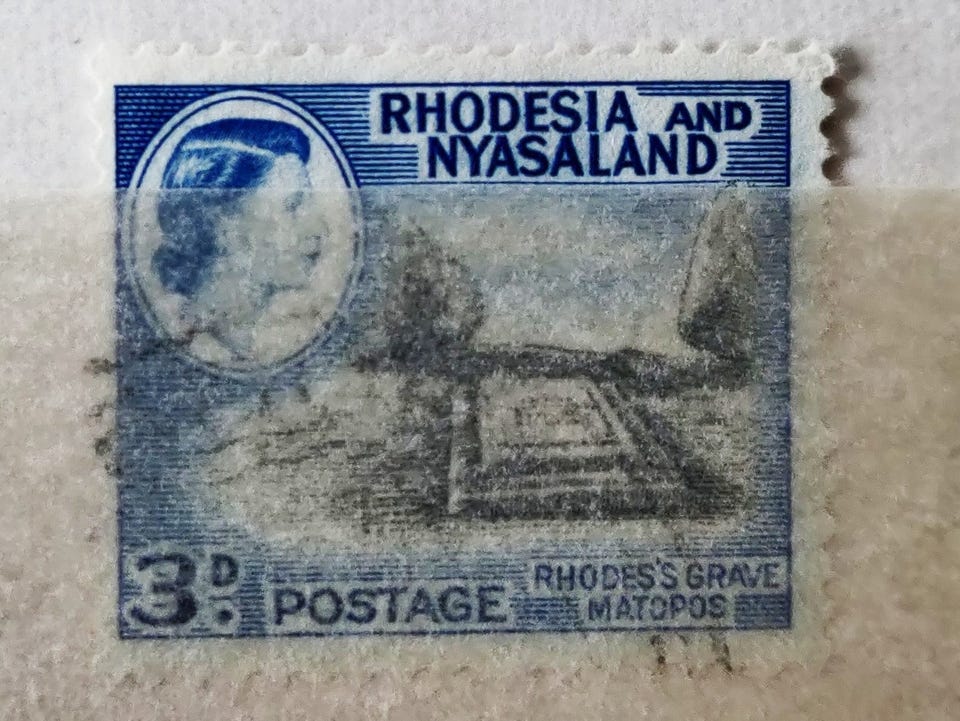 RHODESIA AND
NYASALAND
3D.
POSTAGE
RHODES'S GRAVE
MATOPOS